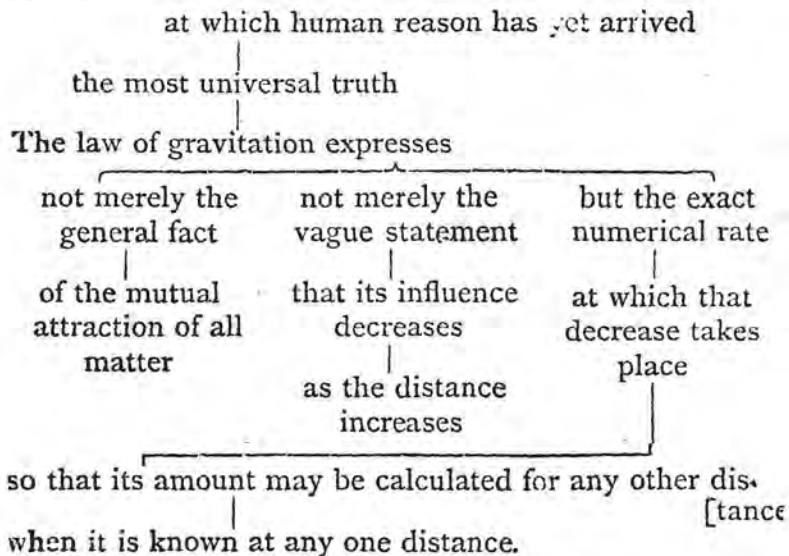 at which human reason has yet arrived
the most universal truth
The law of gravitation expresses
not merely the
general fact
of the mutual
attraction of all
matter
not merely the
vague statement
that its influence
decreases
as the distance
increases
but the exact
numerical rate
at which that
decrease takes
place
so that its amount may be calculated for any other dis-
[tance
when it is known at any one distance.